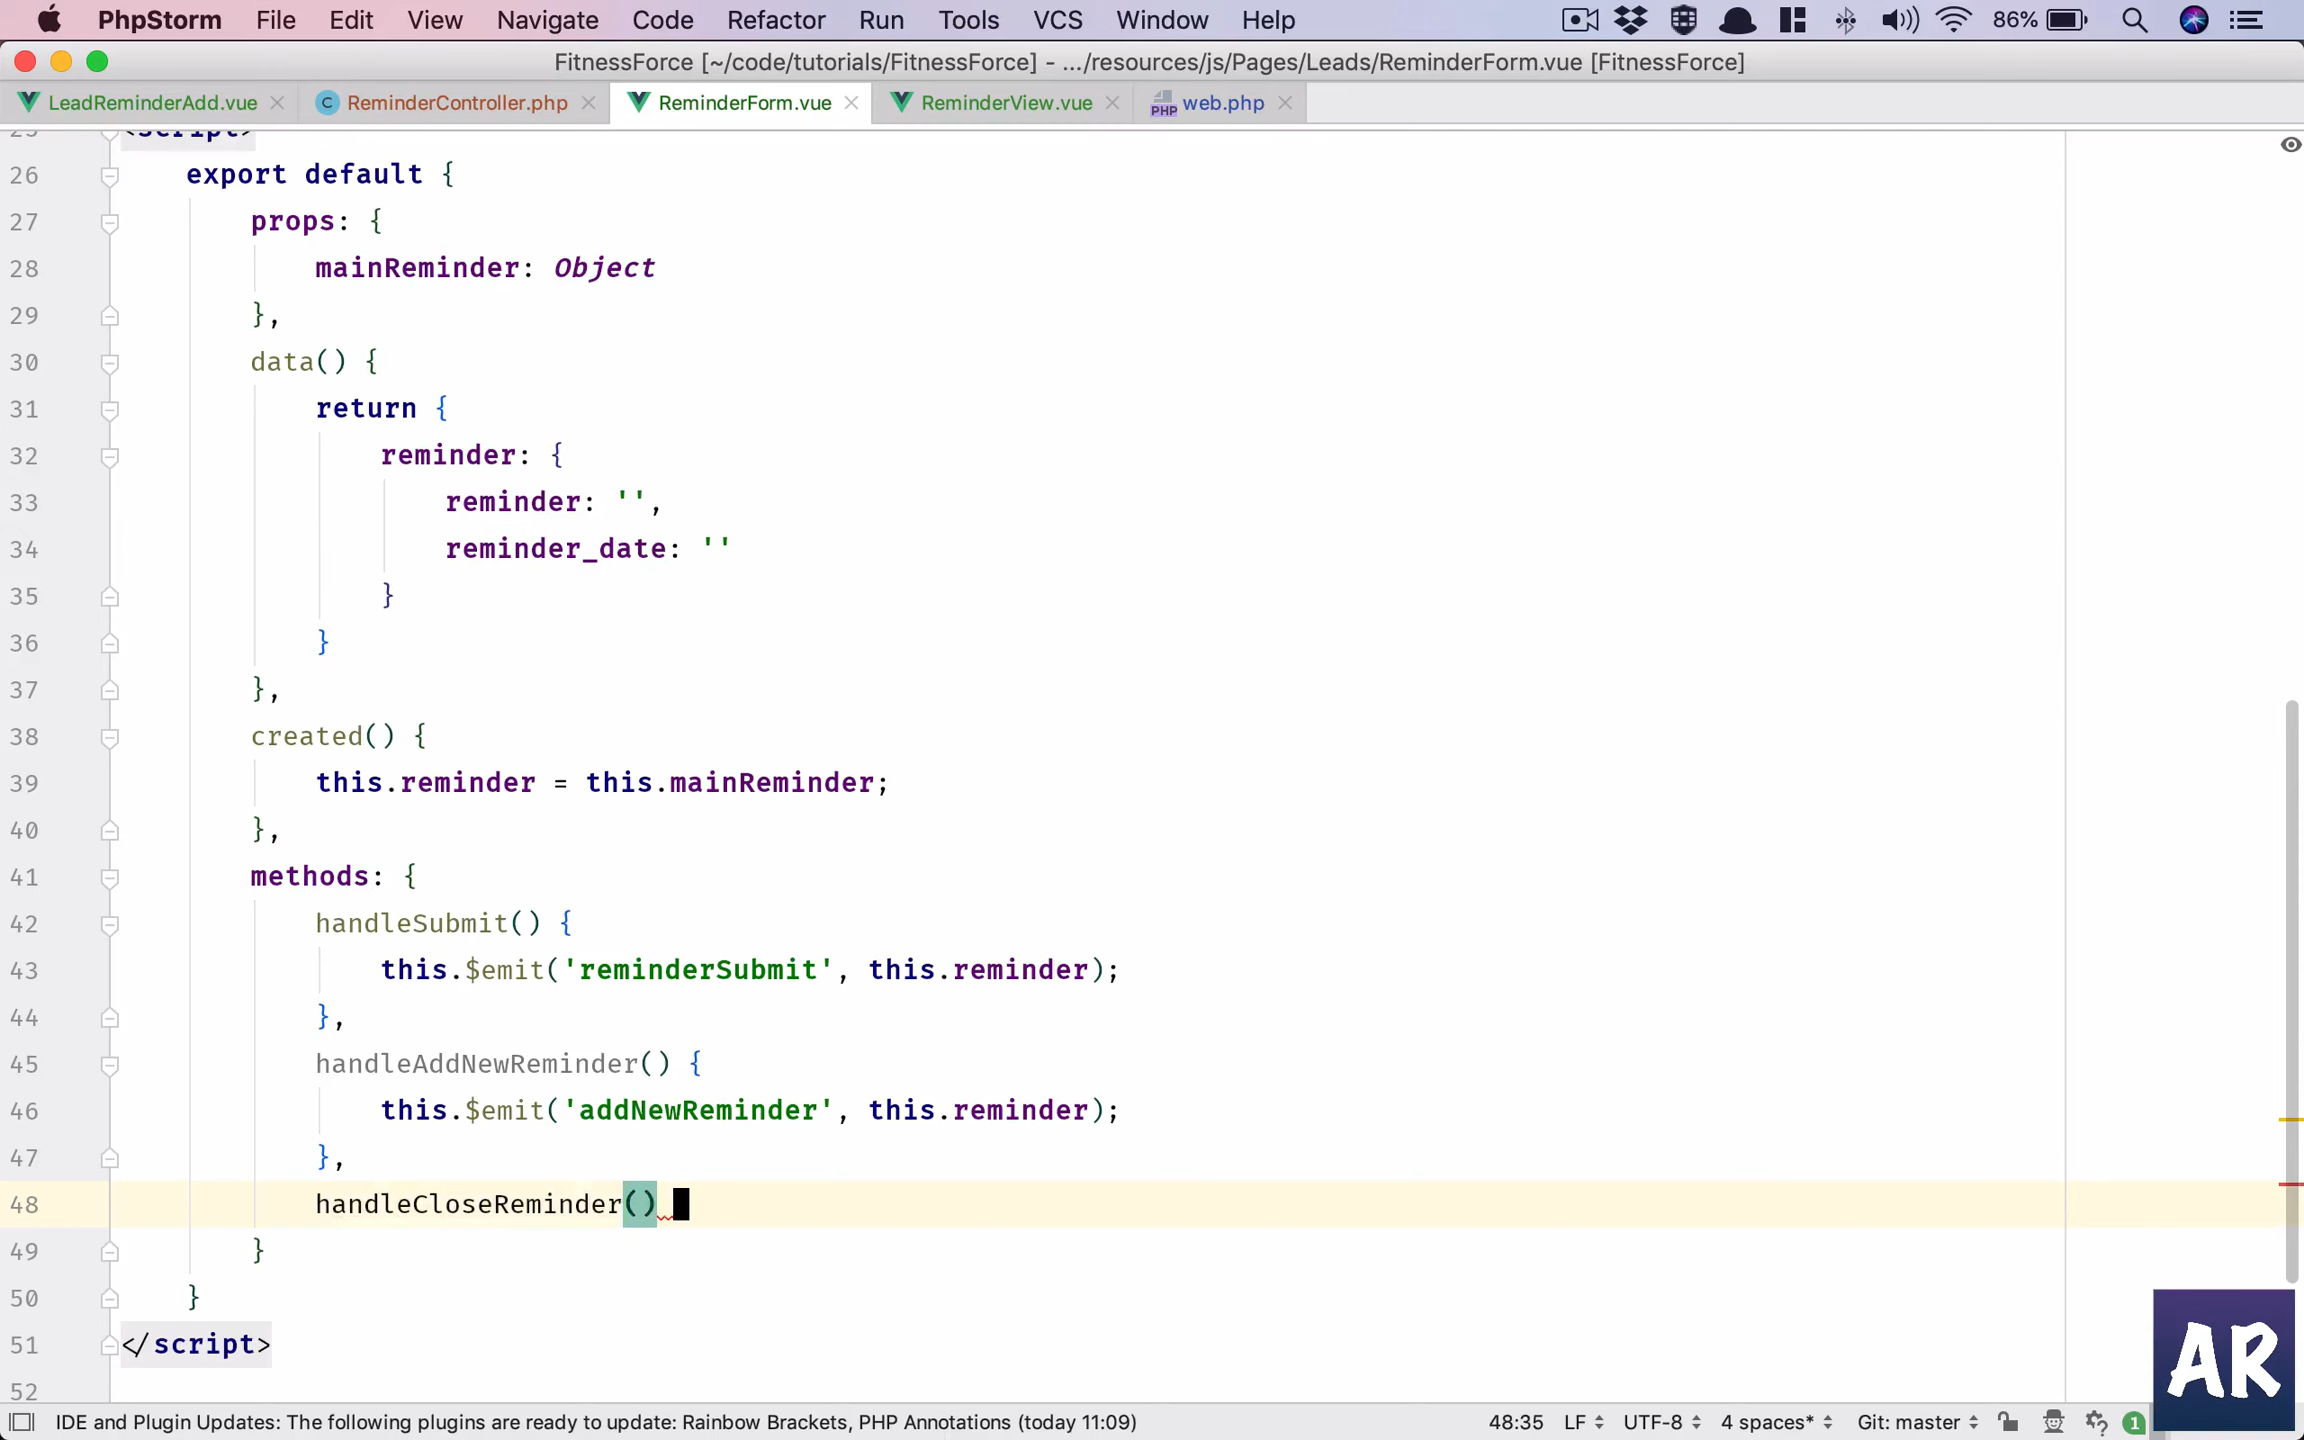 PhpStorm File Edit View Navigate Code Refactor Run Tools VCS Window Help 86%
FitnessForce [~/code/tutorials/FitnessForce] - .../resources/js/Pages/Leads/ReminderForm.vue [FitnessForce]
LeadReminderAdd.vue C ReminderController.php ReminderForm.vue ReminderView.vue PHP web.php
25 <script>
26 export default {
27 props: {
28 mainReminder: Object
29 },
30 data() {
31 return {
32 reminder: {
33 reminder: '',
34 reminder_date: ''
35 }
36 }
37 },
38 created() {
39 this.reminder = this.mainReminder;
40 },
41 methods: {
42 handleSubmit() {
43 this.$emit('reminderSubmit', this.reminder);
44 },
45 handleAddNewReminder() {
46 this.$emit('addNewReminder', this.reminder);
47 },
48 handleCloseReminder()
49 }
50 }
51 </script>
52
AR
IDE and Plugin Updates: The following plugins are ready to update: Rainbow Brackets, PHP Annotations (today 11:09) 48:35 LF UTF-8 4 spaces* Git: master 1